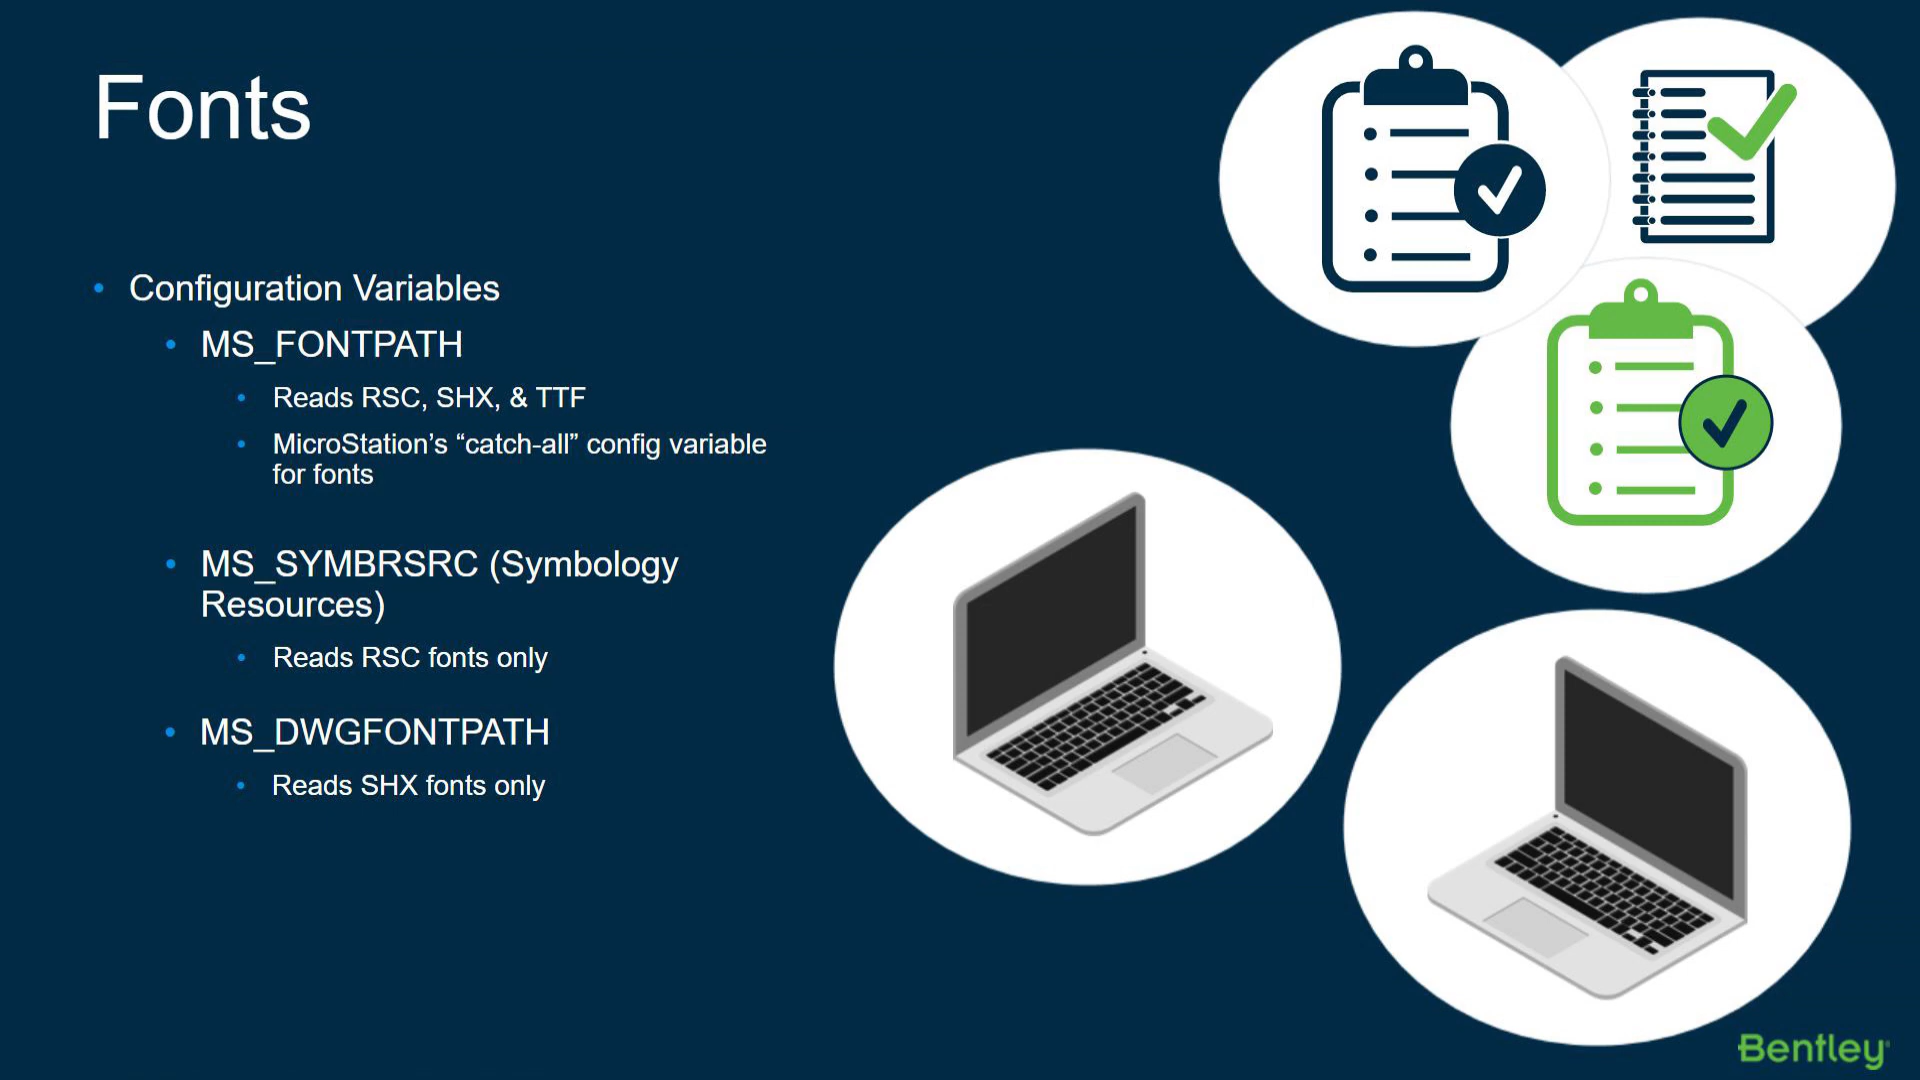 Fonts
• Configuration Variables
• MS_FONTPATH
• Reads RSC, SHX, & TTF
• MicroStation’s “catch-all” config variable
for fonts
• MS_SYMBRSRC (Symbology
Resources)
• Reads RSC fonts only
• MS_DWGFONTPATH
• Reads SHX fonts only
Bentley